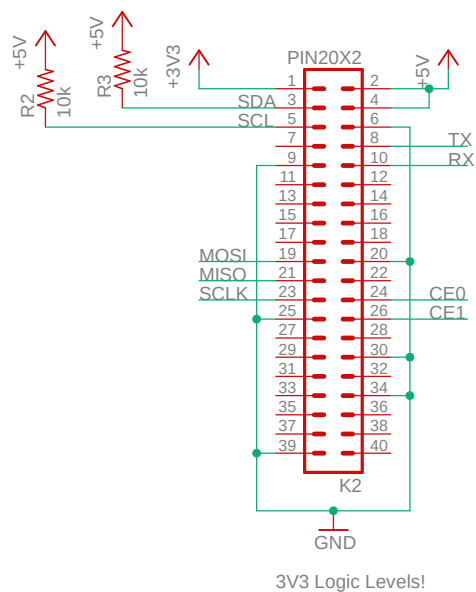 +5V
R2
10k
+5V
R3
10k
+3V3
PIN20X2
+5V
1
2
SDA
3
4
SCL
5
6
7
8
TX
9
10
RX
11
12
13
14
15
16
17
18
MOSI
19
20
MISO
21
22
SCLK
23
24
CE0
25
26
CE1
27
28
29
30
31
32
33
34
35
36
37
38
39
40
K2
GND
3V3 Logic Levels!